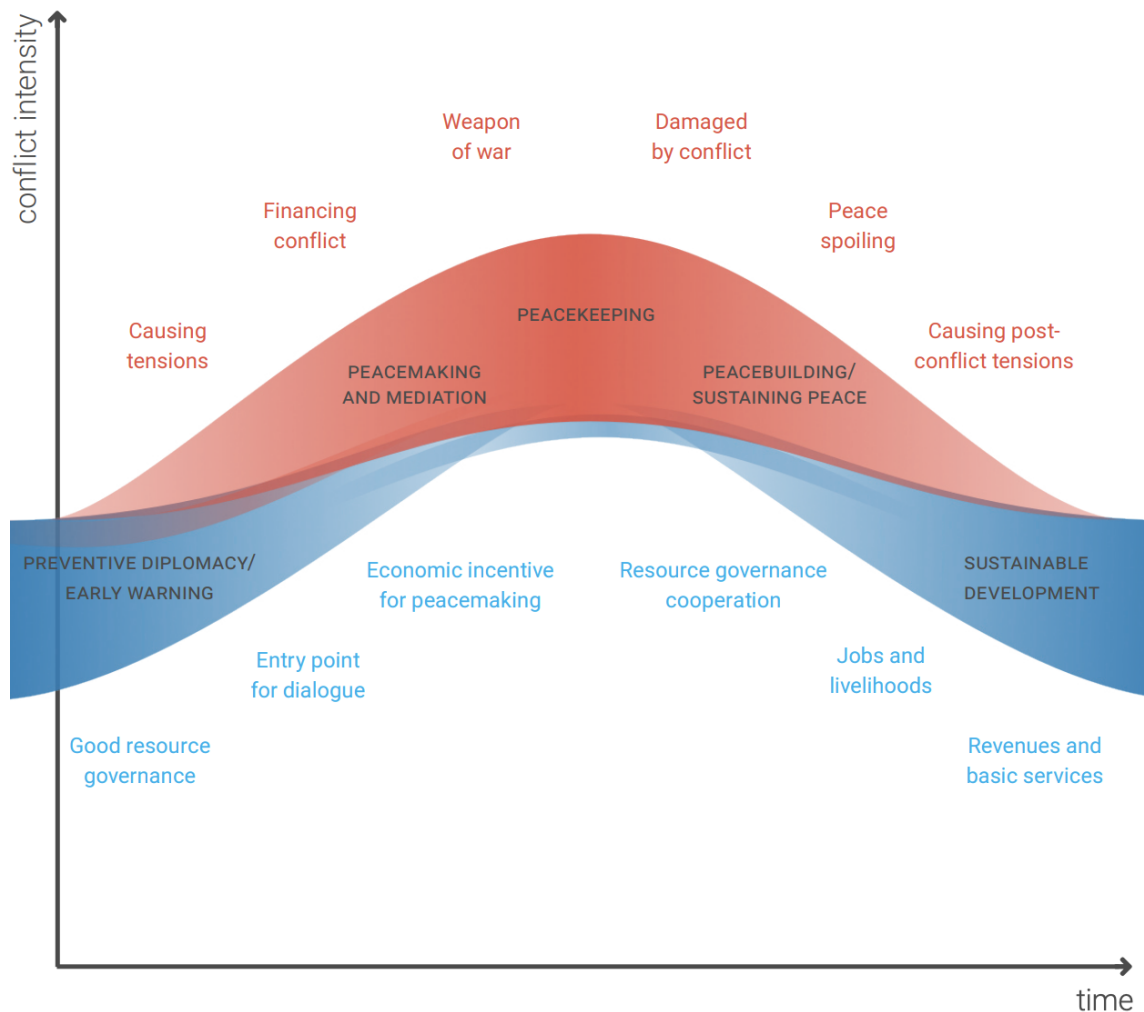 conflict intensity
Weapon
of war
Damaged
by conflict
Financing
conflict
Peace
spoiling
Causing
tensions
Causing post-
conflict tensions
PEACEKEEPING
PEACEMAKING
AND MEDIATION
PEACEBUILDING/
SUSTAINING PEACE
PREVENTIVE DIPLOMACY/
EARLY WARNING
SUSTAINABLE
DEVELOPMENT
Economic incentive
for peacemaking
Resource governance
cooperation
Entry point
for dialogue
Jobs and
livelihoods
Good resource
governance
Revenues and
basic services
time